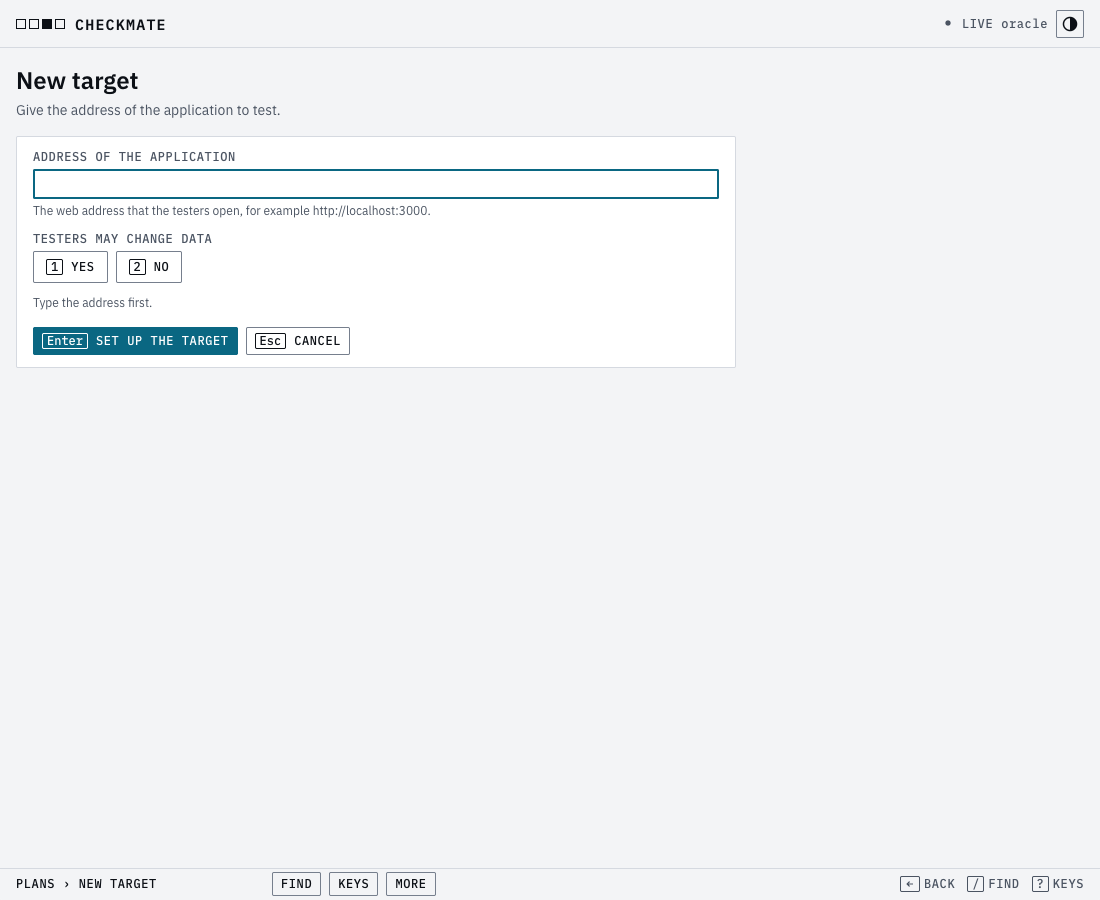 CHECKMATE
● LIVE oracle
New target
Give the address of the application to test.
ADDRESS OF THE APPLICATION
The web address that the testers open, for example http://localhost:3000.
TESTERS MAY CHANGE DATA
1 YES 2 NO
Type the address first.
Enter SET UP THE TARGET Esc CANCEL
PLANS › NEW TARGET FIND KEYS MORE ← BACK / FIND ? KEYS